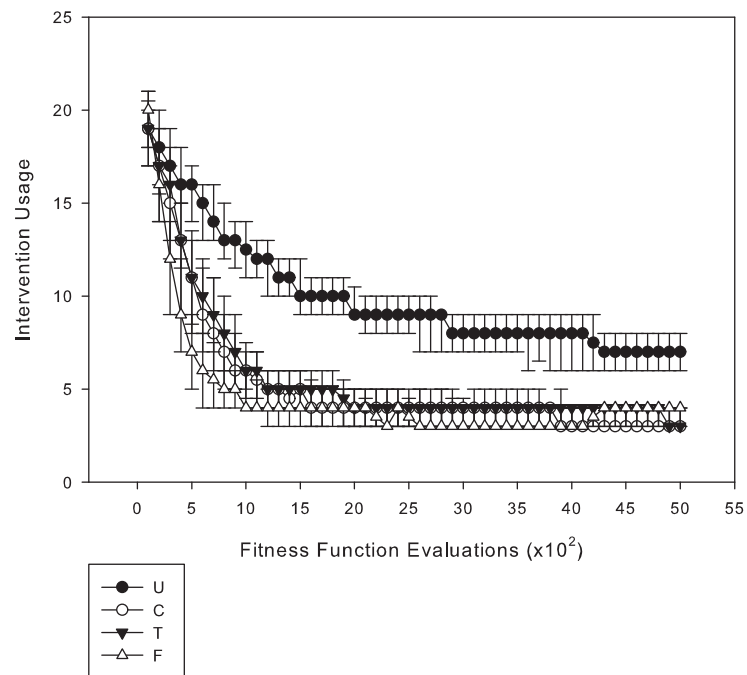 25
20
15
10
5
0
Intervention Usage
0 5 10 15 20 25 30 35 40 45 50 55
Fitness Function Evaluations (x10²)
U
C
T
F